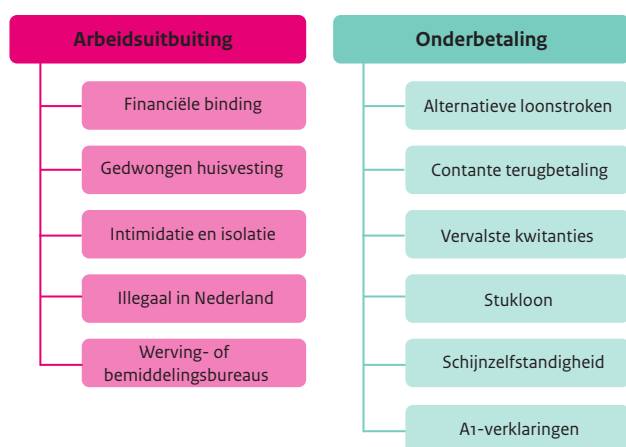 Arbeidsuitbuiting
Financiële binding
Gedwongen huisvesting
Intimidatie en isolatie
Illegaal in Nederland
Werving- of
bemiddelingsbureaus
Onderbetaling
Alternatieve loonstroken
Contante terugbetaling
Vervalste kwitanties
Stukloon
Schijnzelfstandigheid
A1-verklaringen